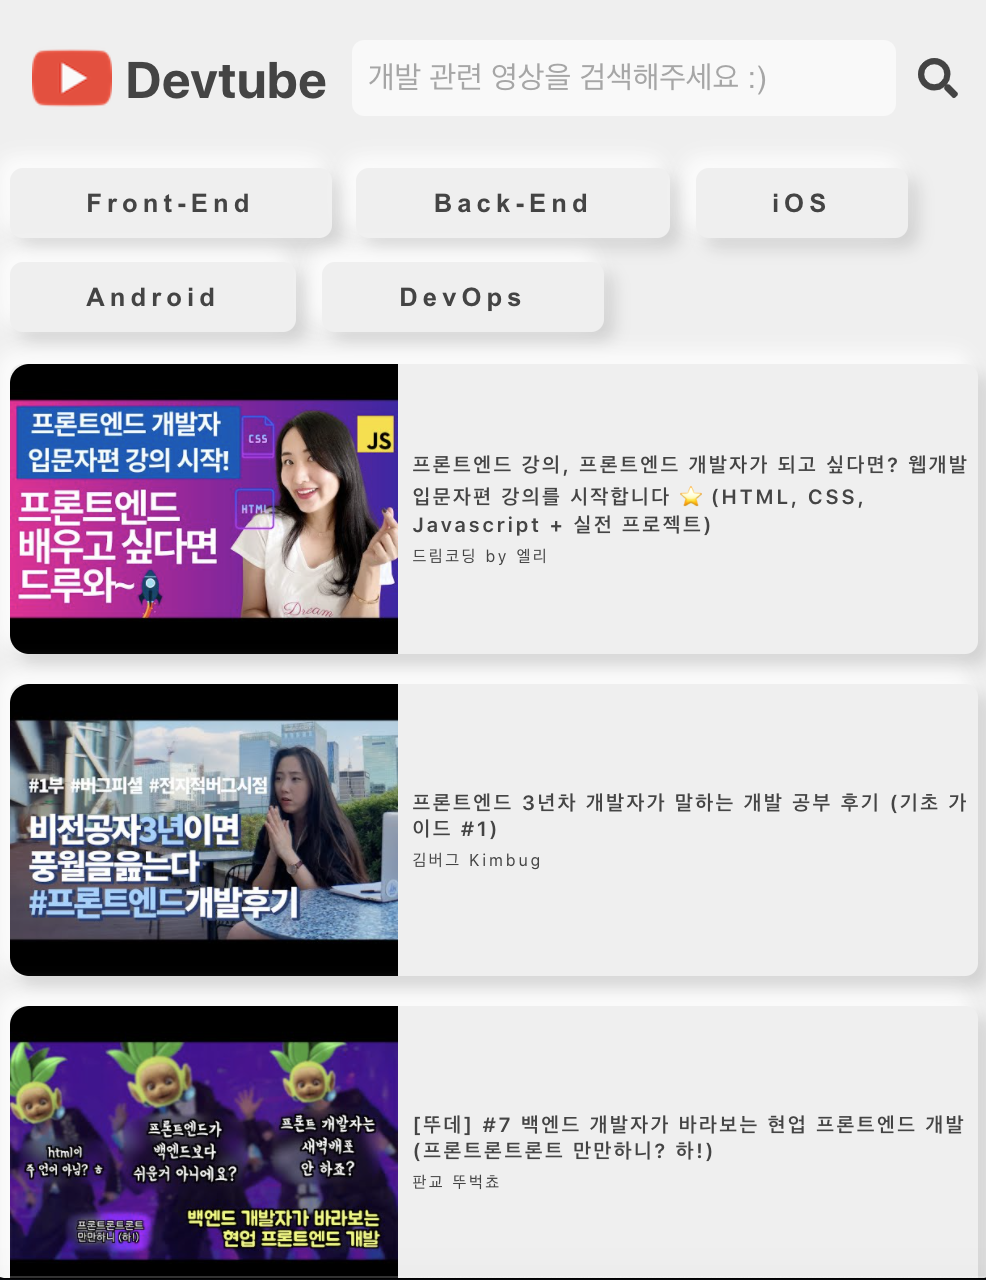 Devtube
개발 관련 영상을 검색해주세요 :)
Front-End
Back-End
iOS
Android
DevOps
프론트엔드 개발자
입문자편 강의 시작!
CSS
JS
HTML
프론트엔드
배우고 싶다면
드루와~
Dream
프론트엔드 강의, 프론트엔드 개발자가 되고 싶다면? 웹개발
입문자편 강의를 시작합니다 ⭐ (HTML, CSS,
Javascript + 실전 프로젝트)
드림코딩 by 엘리
#1부 #버그피셜 #전지적버그시점
비전공자3년이면
풍월을읊는다
#프론트엔드개발후기
프론트엔드 3년차 개발자가 말하는 개발 공부 후기 (기초 가
이드 #1)
김버그 Kimbug
html이
주 언어 아님? ㅎ
프론트엔드가
백엔드보다
쉬운거 아니에요?
프론트 개발자는
새벽배포
안 하죠?
프론트론트론트
만만하니 (하!)
백엔드 개발자가 바라보는
현업 프론트엔드 개발
[뚜데] #7 백엔드 개발자가 바라보는 현업 프론트엔드 개발
(프론트론트론트 만만하니? 하!)
판교 뚜벅쵸